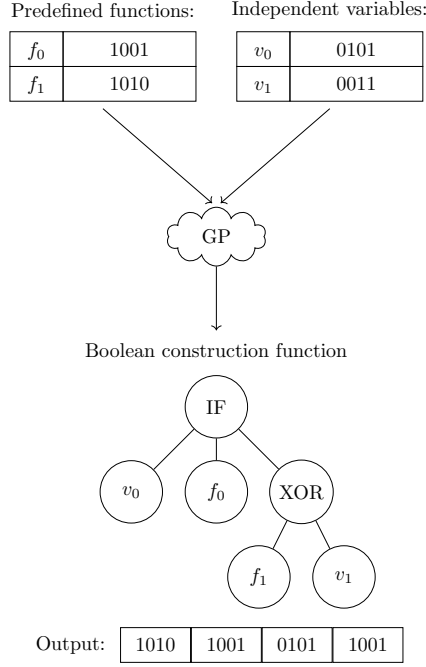 Predefined functions:
Independent variables:
f0 1001
f1 1010
v0 0101
v1 0011
GP
Boolean construction function
IF
v0 f0 XOR
f1 v1
Output: 1010 1001 0101 1001